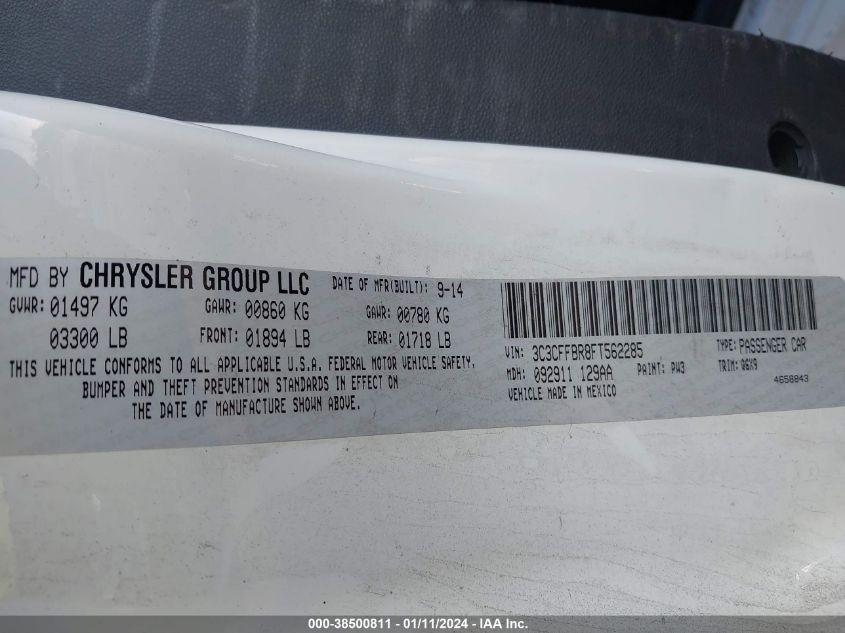 MFD BY CHRYSLER GROUP LLC DATE OF MFR(BUILT): 9-14
GVWR: 01497 KG GAWR: 00860 KG GAWR: 00780 KG
03300 LB FRONT: 01894 LB REAR: 01718 LB
THIS VEHICLE CONFORMS TO ALL APPLICABLE U.S.A. FEDERAL MOTOR VEHICLE SAFETY,
BUMPER AND THEFT PREVENTION STANDARDS IN EFFECT ON
THE DATE OF MANUFACTURE SHOWN ABOVE.
VIN: 3C3CFFBR8FT562285 TYPE: PASSENGER CAR
MDH: 092911 129AA PAINT: PW3 TRIM: Q6X9
VEHICLE MADE IN MEXICO 4658843
000-38500811 - 01/11/2024 - IAA Inc.